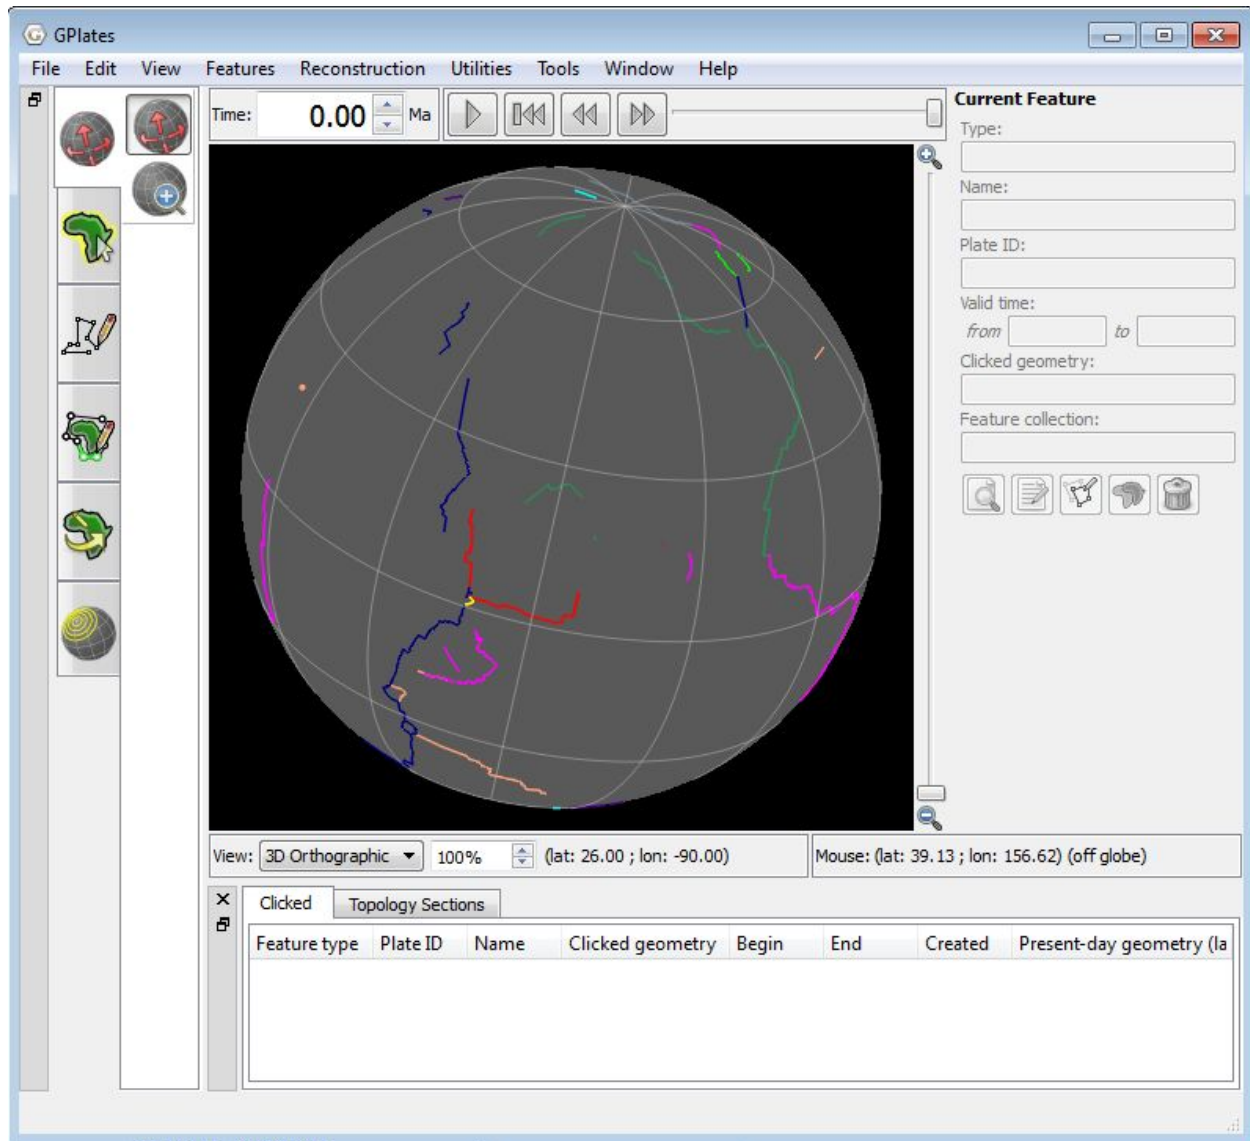 GPlates
File Edit View Features Reconstruction Utilities Tools Window Help
Time: 0.00 Ma
Current Feature
Type:
Name:
Plate ID:
Valid time:
from to
Clicked geometry:
Feature collection:
View: 3D Orthographic 100% (lat: 26.00 ; lon: -90.00) Mouse: (lat: 39.13 ; lon: 156.62) (off globe)
Clicked Topology Sections
Feature type Plate ID Name Clicked geometry Begin End Created Present-day geometry (la